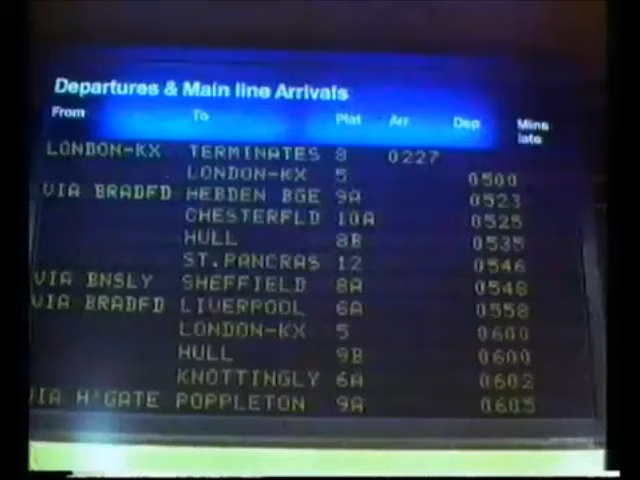 Departures & Main line Arrivals
From To Plat Arr Dep Mins late
LONDON-KX TERMINATES 8 0227
LONDON-KX 5 0500
VIA BRADFD HEBDEN BGE 9A 0523
CHESTERFLD 10A 0525
HULL 8B 0535
ST.PANCRAS 12 0546
VIA BNSLY SHEFFIELD 8A 0548
VIA BRADFD LIVERPOOL 6A 0558
LONDON-KX 5 0600
HULL 9B 0600
KNOTTINGLY 6A 0602
VIA H'GATE POPPLETON 9A 0605